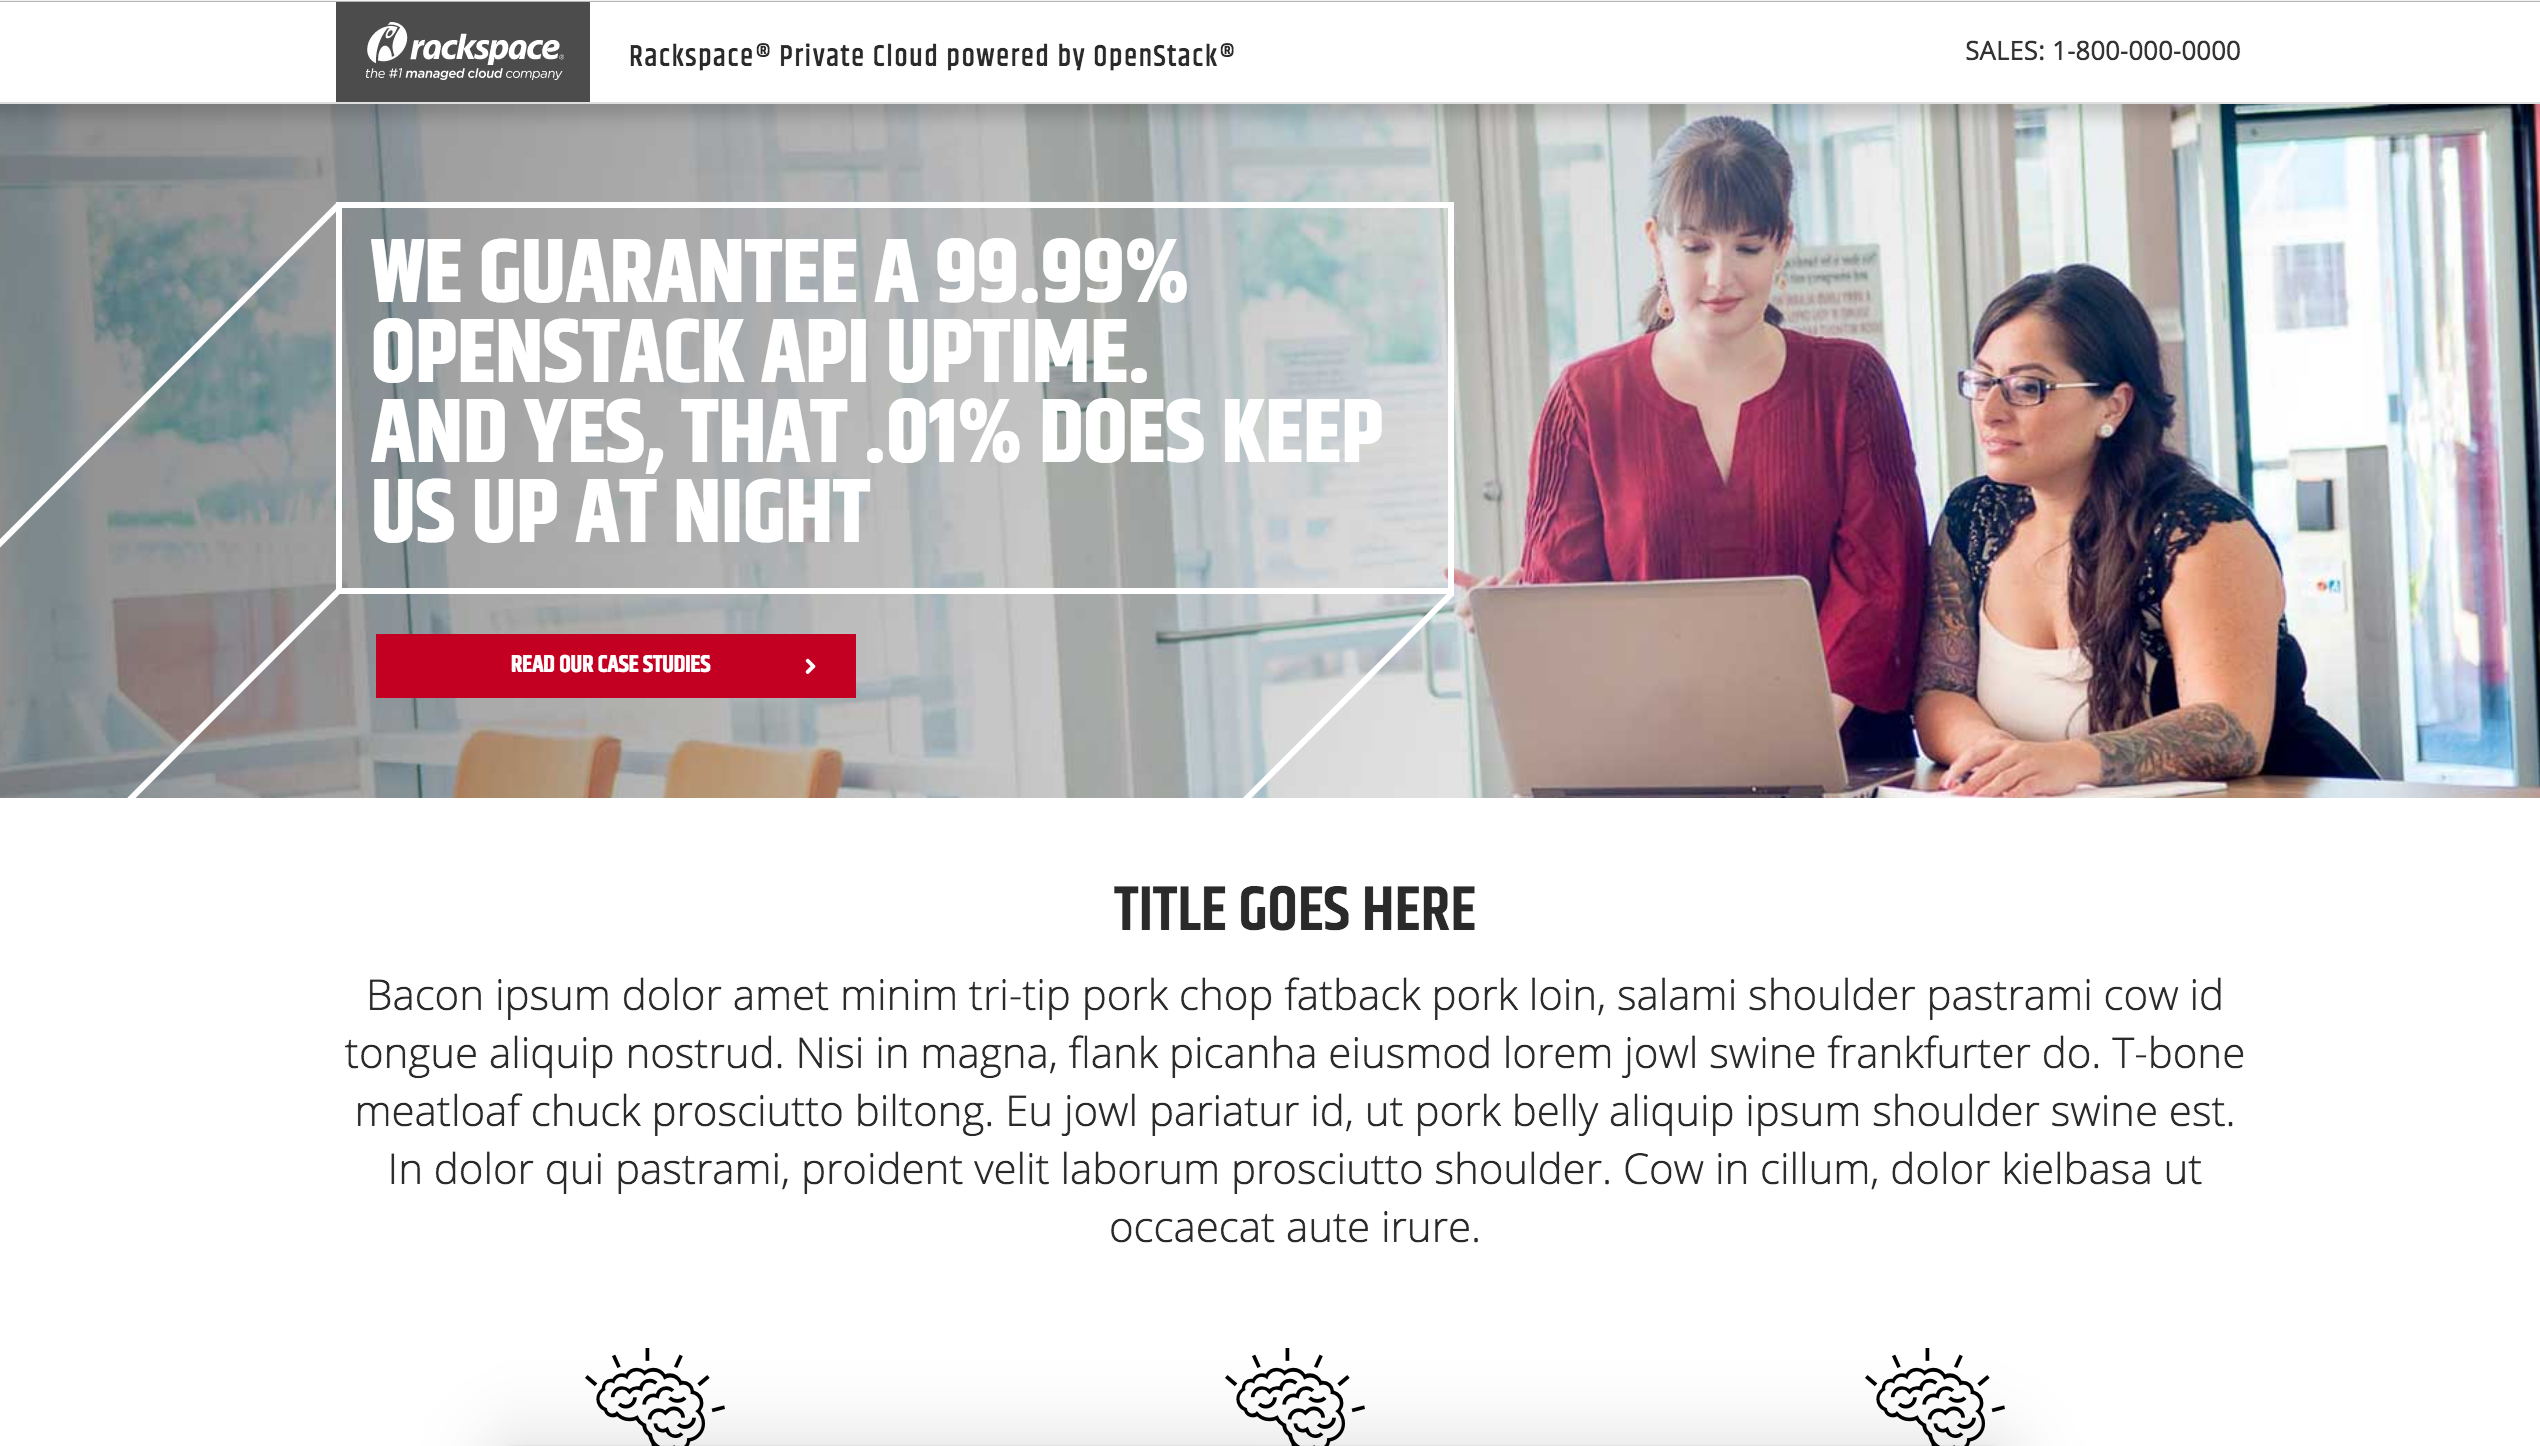 rackspace®
the #1 managed cloud company
Rackspace® Private Cloud powered by OpenStack®
SALES: 1-800-000-0000
WE GUARANTEE A 99.99%
OPENSTACK API UPTIME.
AND YES, THAT .01% DOES KEEP
US UP AT NIGHT
READ OUR CASE STUDIES
TITLE GOES HERE
Bacon ipsum dolor amet minim tri-tip pork chop fatback pork loin, salami shoulder pastrami cow id
tongue aliquip nostrud. Nisi in magna, flank picanha eiusmod lorem jowl swine frankfurter do. T-bone
meatloaf chuck prosciutto biltong. Eu jowl pariatur id, ut pork belly aliquip ipsum shoulder swine est.
In dolor qui pastrami, proident velit laborum prosciutto shoulder. Cow in cillum, dolor kielbasa ut
occaecat aute irure.